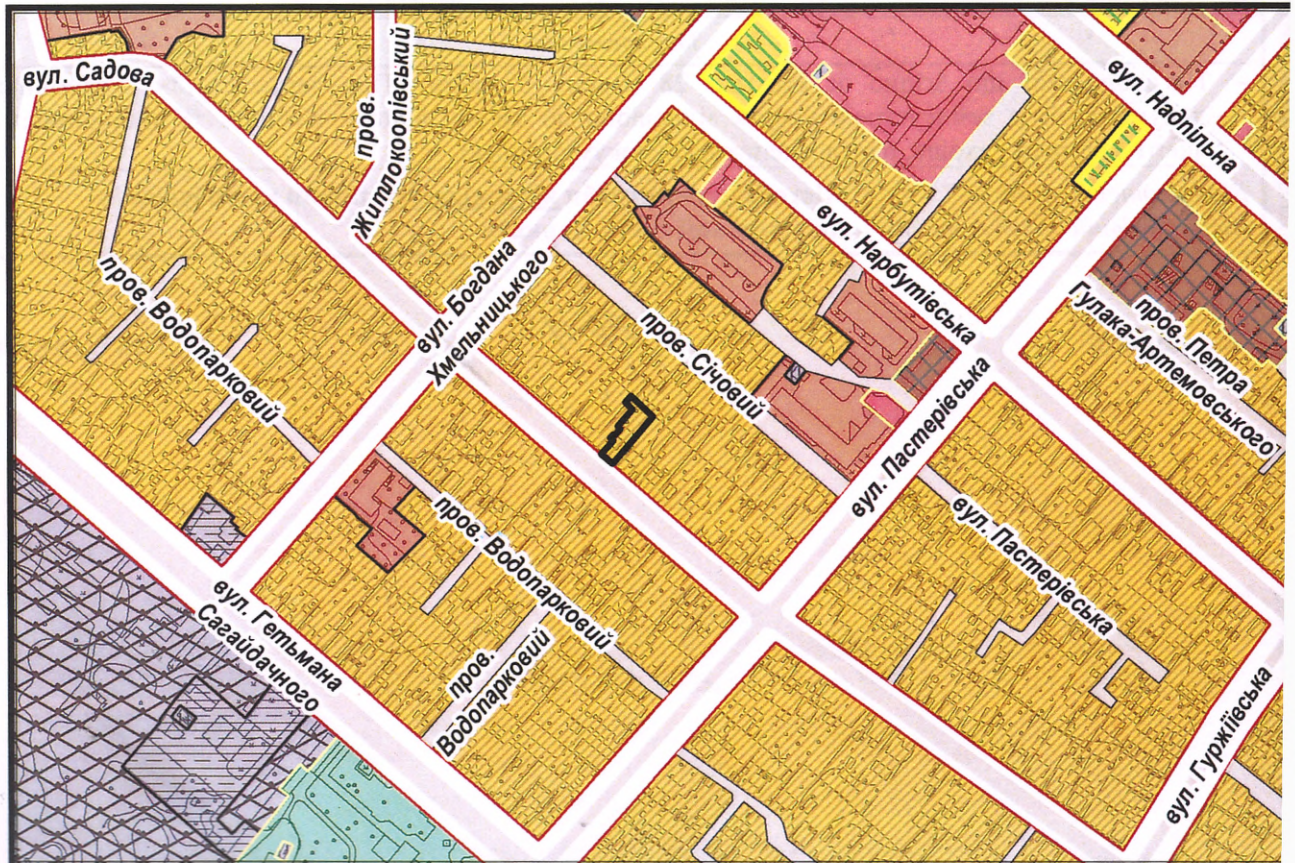 вул. Садова
пров.
Житлокоопівський
вул. Надпільна
вул. Богдана
Хмельницького
вул. Нарбутівська
пров. Водопарковий
пров. Січовий
пров. Петра
Гулака-Артемовського
вул. Пастерівська
пров. Водопарковий
вул. Пастерівська
вул. Гетьмана
Сагайдачного
пров.
Водопарковий
вул. Гуржіївська